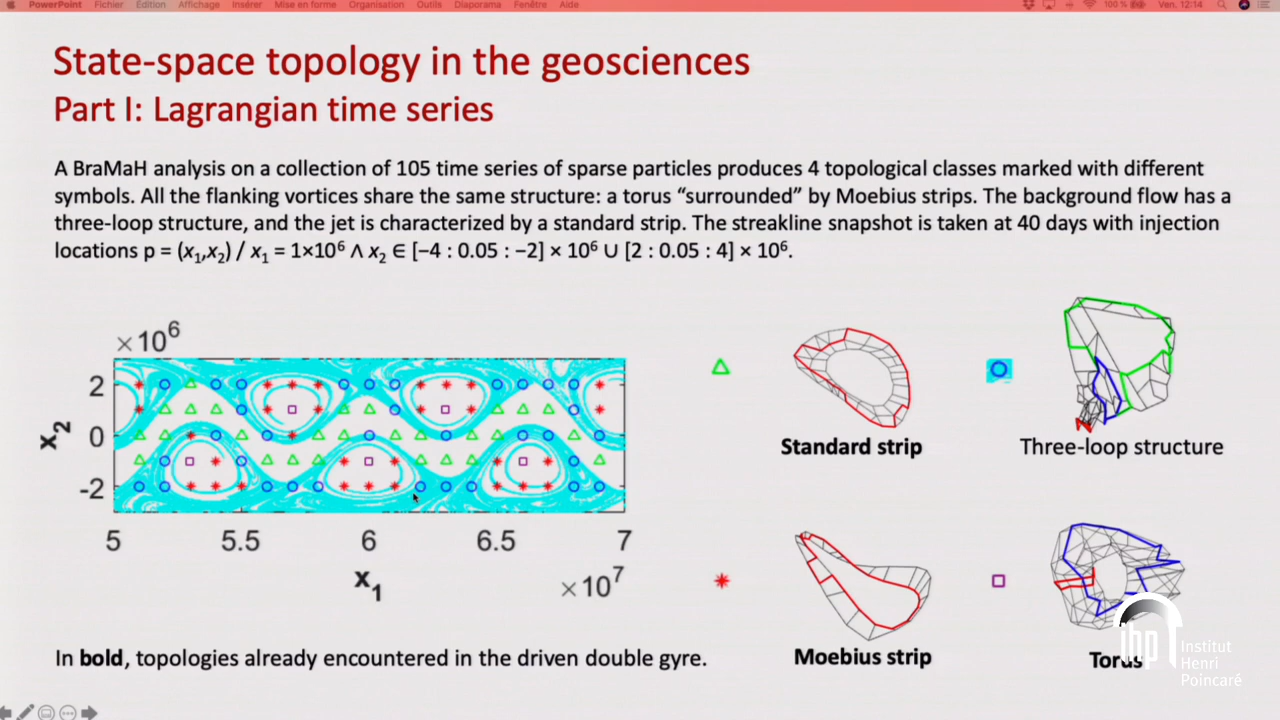 PowerPoint Fichier Édition Affichage Insérer Mise en forme Organisation Outils Diaporama Fenêtre Aide 100 % Ven. 12:14
State-space topology in the geosciences
Part I: Lagrangian time series
A BraMaH analysis on a collection of 105 time series of sparse particles produces 4 topological classes marked with different
symbols. All the flanking vortices share the same structure: a torus “surrounded” by Moebius strips. The background flow has a
three-loop structure, and the jet is characterized by a standard strip. The streakline snapshot is taken at 40 days with injection
locations p = (x₁,x₂) / x₁ = 1×10⁶ ∧ x₂ ∈ [−4 : 0.05 : −2] × 10⁶ ∪ [2 : 0.05 : 4] × 10⁶.
×10⁶
2
0
-2
x₂
5 5.5 6 6.5 7
x₁
×10⁷
Standard strip
Three-loop structure
Moebius strip
Torus
In bold, topologies already encountered in the driven double gyre.
ihp
Institut
Henri
Poincaré